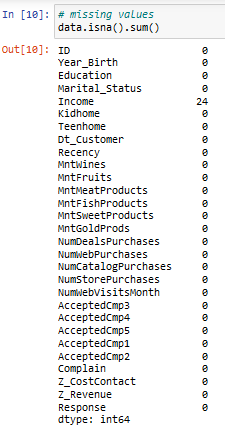 In [10]: # missing values
data.isna().sum()
Out[10]: ID 0
Year_Birth 0
Education 0
Marital_Status 0
Income 24
Kidhome 0
Teenhome 0
Dt_Customer 0
Recency 0
MntWines 0
MntFruits 0
MntMeatProducts 0
MntFishProducts 0
MntSweetProducts 0
MntGoldProds 0
NumDealsPurchases 0
NumWebPurchases 0
NumCatalogPurchases 0
NumStorePurchases 0
NumWebVisitsMonth 0
AcceptedCmp3 0
AcceptedCmp4 0
AcceptedCmp5 0
AcceptedCmp1 0
AcceptedCmp2 0
Complain 0
Z_CostContact 0
Z_Revenue 0
Response 0
dtype: int64